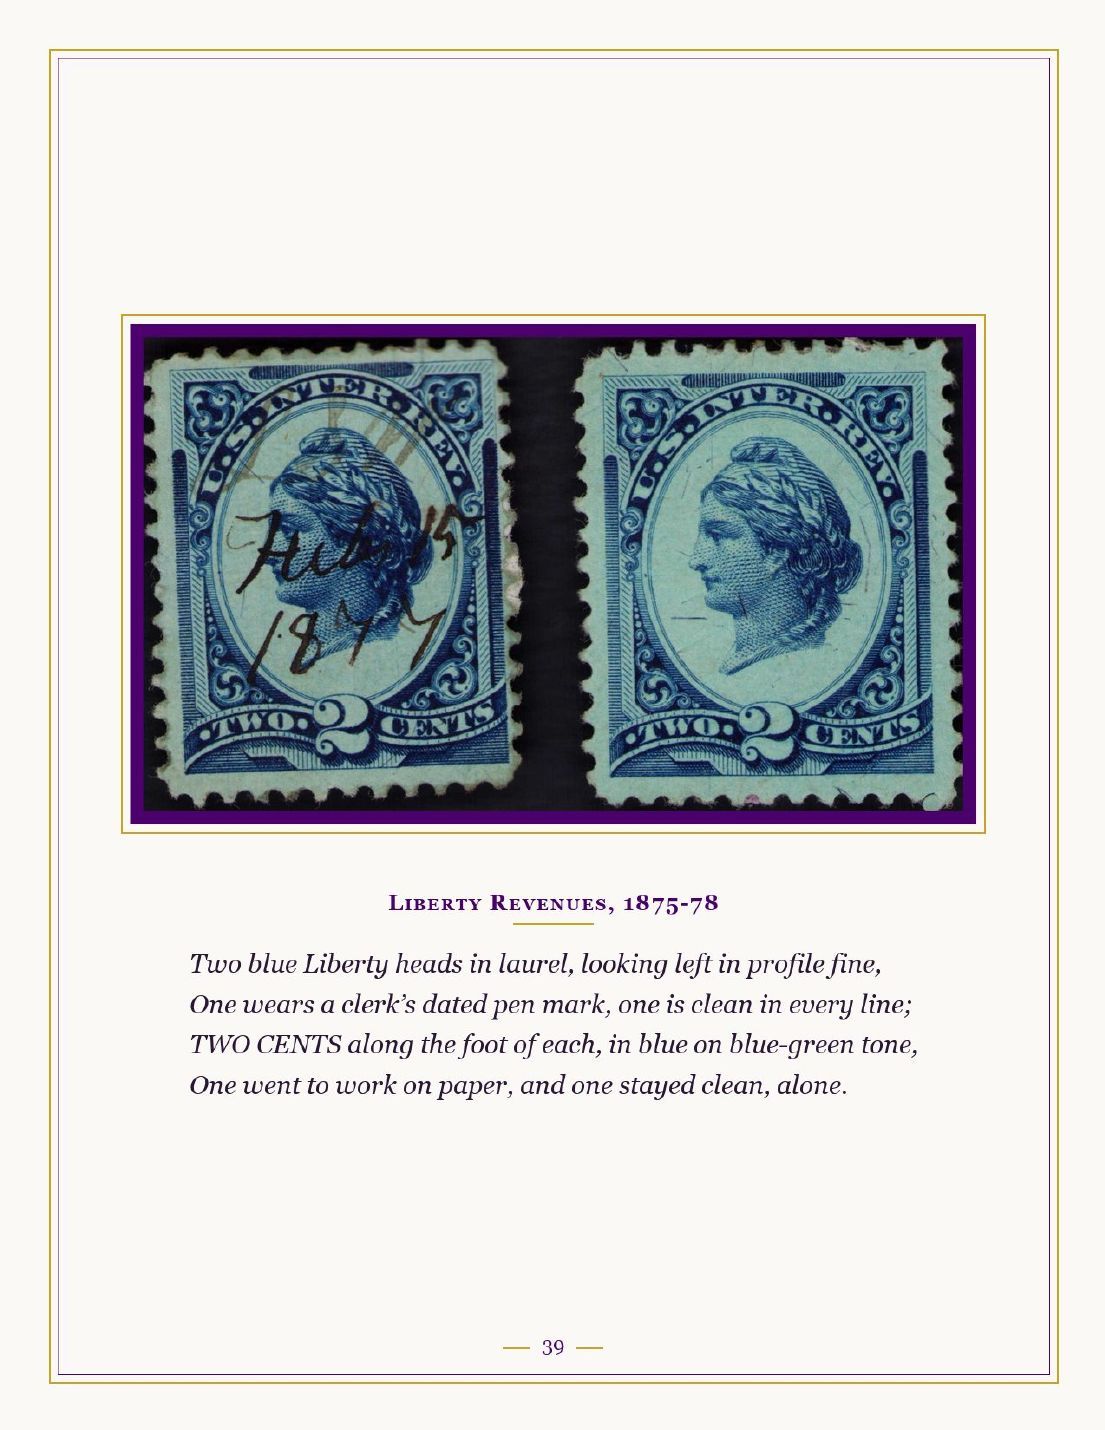 U.S. INTER. REV.
Feb. 15
1877
TWO 2 CENTS
U.S. INTER. REV.
TWO 2 CENTS
Liberty Revenues, 1875-78
Two blue Liberty heads in laurel, looking left in profile fine,
One wears a clerk’s dated pen mark, one is clean in every line;
TWO CENTS along the foot of each, in blue on blue-green tone,
One went to work on paper, and one stayed clean, alone.
39